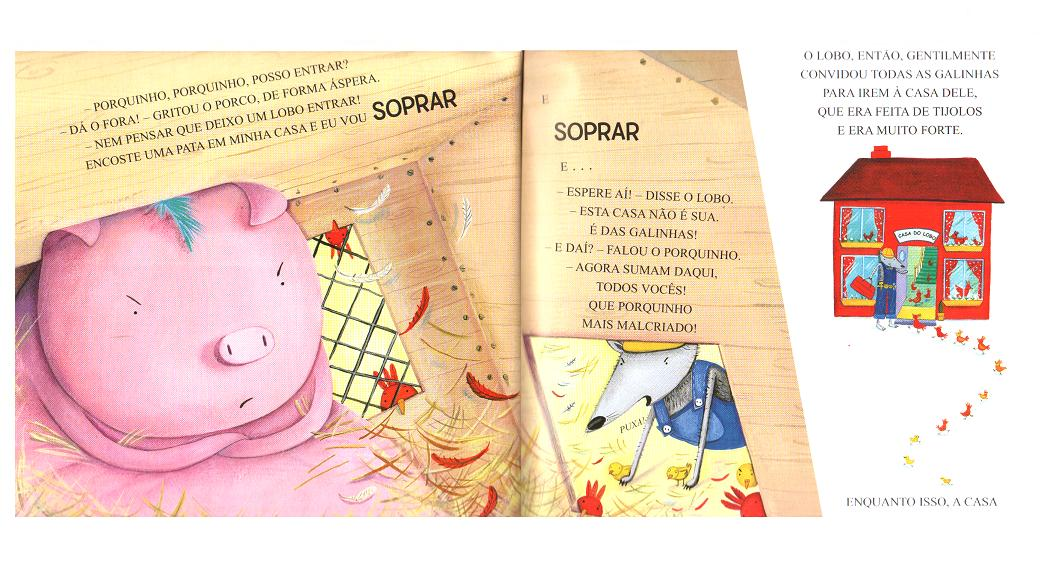 – PORQUINHO, PORQUINHO, POSSO ENTRAR?
– DÁ O FORA! – GRITOU O PORCO, DE FORMA ÁSPERA.
– NEM PENSAR QUE DEIXO UM LOBO ENTRAR!
ENCOSTE UMA PATA EM MINHA CASA E EU VOU SOPRAR
E
SOPRAR
E . . .
– ESPERE AÍ! – DISSE O LOBO.
– ESTA CASA NÃO É SUA.
É DAS GALINHAS!
– E DAÍ? – FALOU O PORQUINHO.
– AGORA SUMAM DAQUI,
TODOS VOCÊS!
QUE PORQUINHO
MAIS MALCRIADO!
PUXA!
O LOBO, ENTÃO, GENTILMENTE
CONVIDOU TODAS AS GALINHAS
PARA IREM À CASA DELE,
QUE ERA FEITA DE TIJOLOS
E ERA MUITO FORTE.
CASA DO LOBO
ENQUANTO ISSO, A CASA